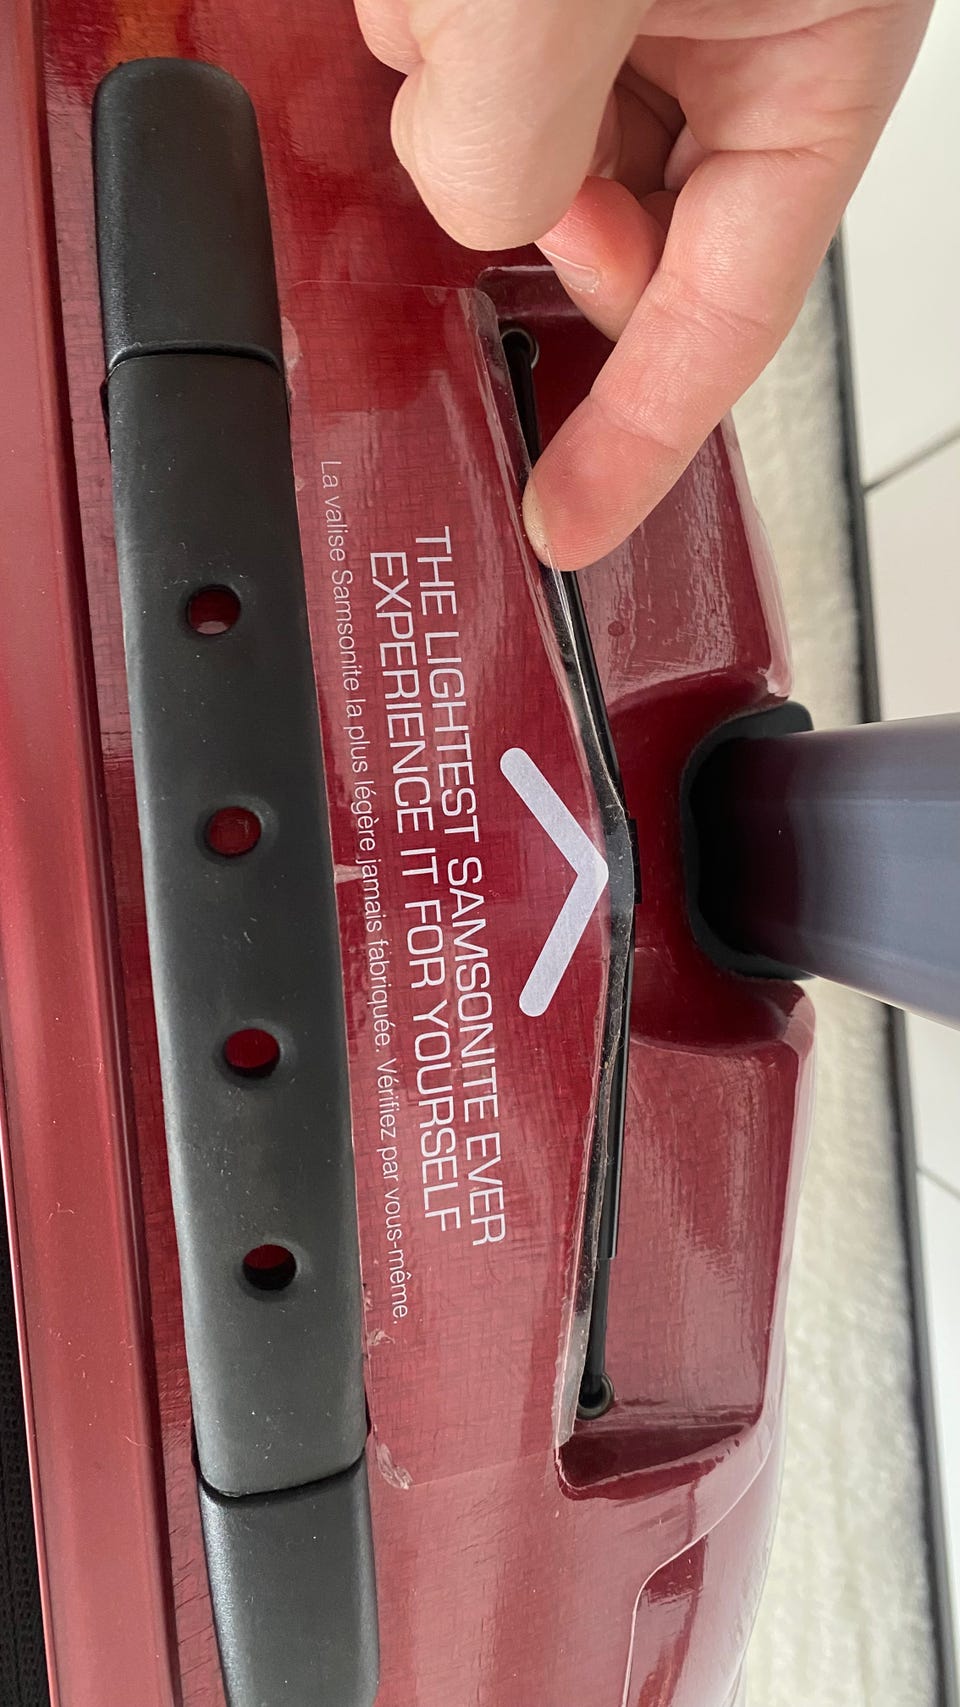 THE LIGHTEST SAMSONITE EVER
EXPERIENCE IT FOR YOURSELF
La valise Samsonite la plus légère jamais fabriquée. Vérifiez par vous-même.